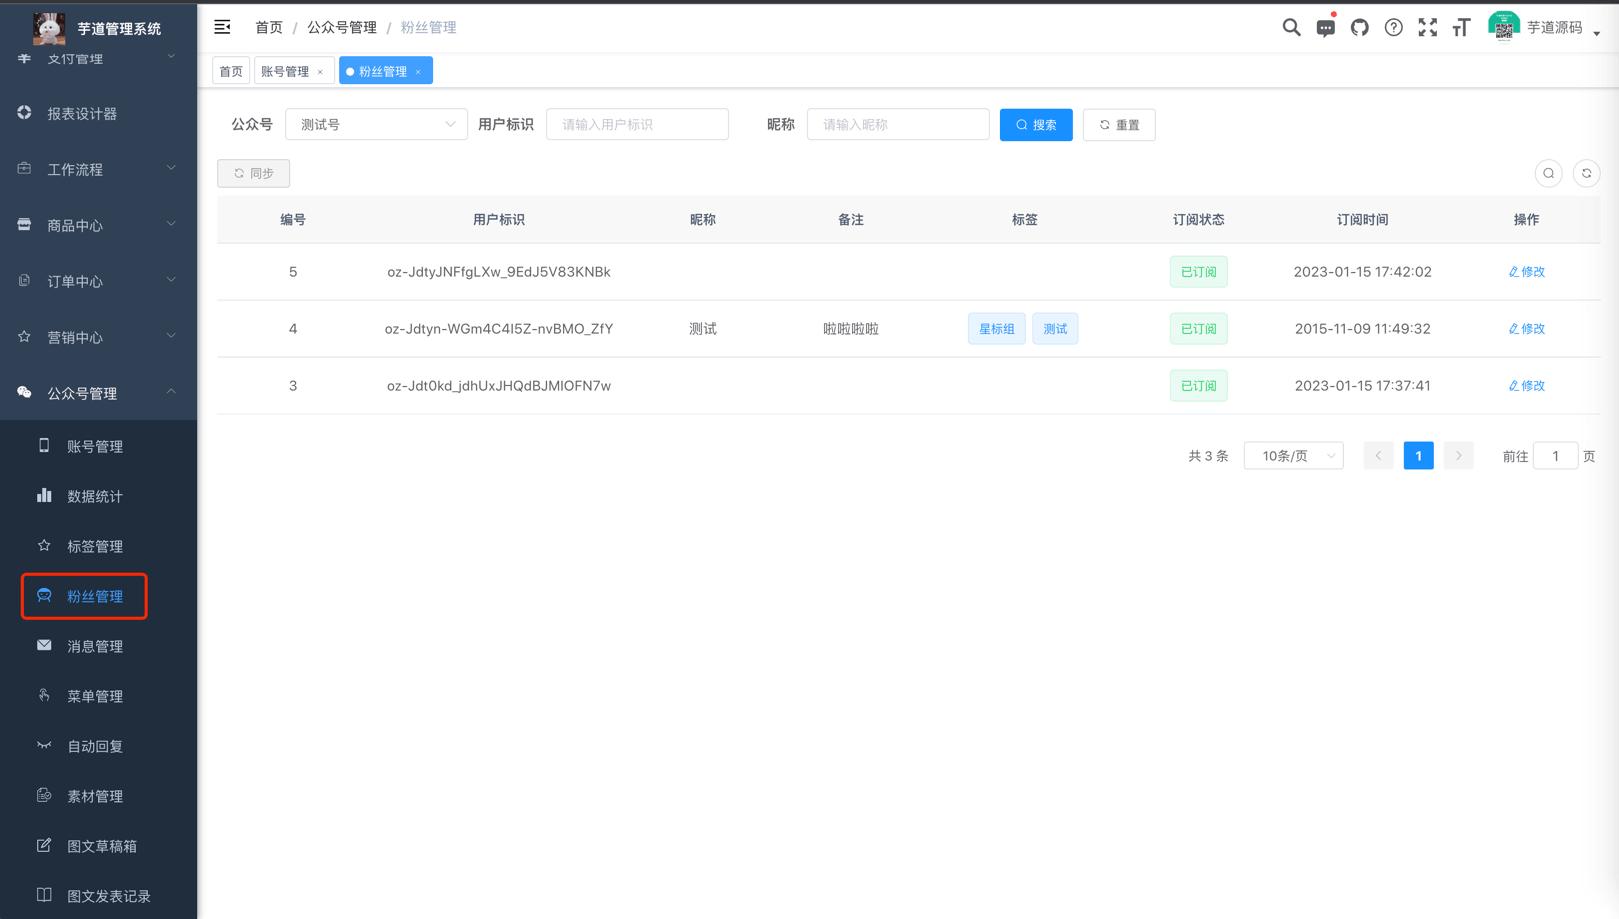 芋道管理系统
支付管理
报表设计器
工作流程
商品中心
订单中心
营销中心
公众号管理
账号管理
数据统计
标签管理
粉丝管理
消息管理
菜单管理
自动回复
素材管理
图文草稿箱
图文发表记录
首页 / 公众号管理 / 粉丝管理
芋道源码
首页 账号管理 × 粉丝管理 ×
公众号 测试号 用户标识 请输入用户标识 昵称 请输入昵称 搜索 重置
同步
编号 用户标识 昵称 备注 标签 订阅状态 订阅时间 操作
5 oz-JdtyJNFfgLXw_9EdJ5V83KNBk 已订阅 2023-01-15 17:42:02 修改
4 oz-Jdtyn-WGm4C4I5Z-nvBMO_ZfY 测试 啦啦啦啦 星标组 测试 已订阅 2015-11-09 11:49:32 修改
3 oz-Jdt0kd_jdhUxJHQdBJMlOFN7w 已订阅 2023-01-15 17:37:41 修改
共 3 条 10条/页 1 前往 1 页